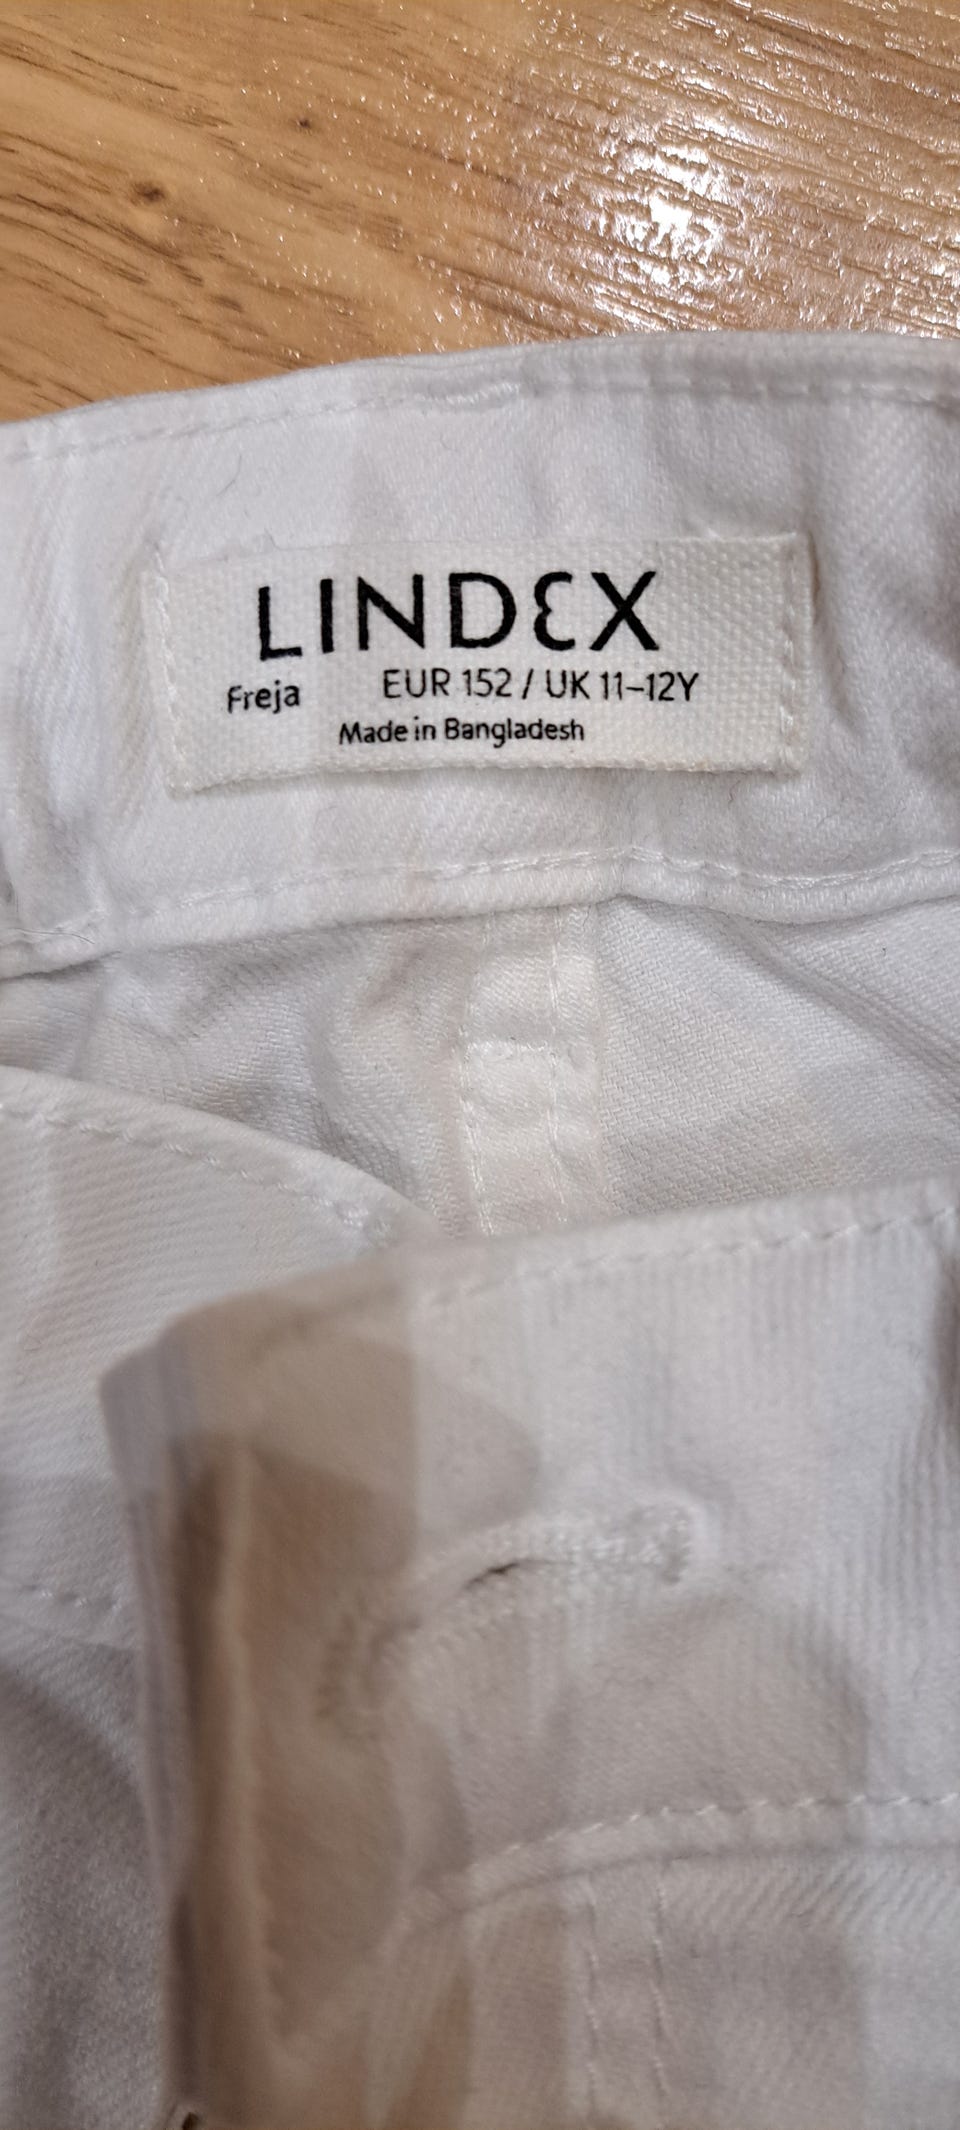 LINDEX
Freja EUR 152 / UK 11–12Y
Made in Bangladesh